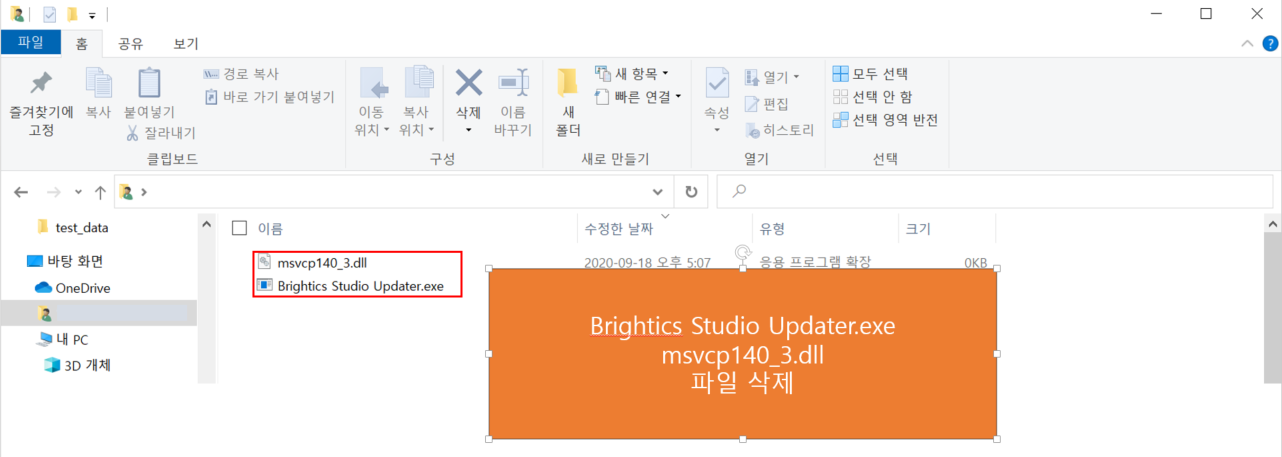 파일 홈 공유 보기
즐겨찾기에 고정
복사
붙여넣기
경로 복사
바로 가기 붙여넣기
잘라내기
클립보드
이동 위치
복사 위치
삭제
이름 바꾸기
구성
새 폴더
새 항목
빠른 연결
새로 만들기
속성
열기
편집
히스토리
열기
모두 선택
선택 안 함
선택 영역 반전
선택
test_data
바탕 화면
OneDrive
내 PC
3D 개체
이름 수정한 날짜 유형 크기
msvcp140_3.dll 2020-09-18 오후 5:07 응용 프로그램 확장 0KB
Brightics Studio Updater.exe
Brightics Studio Updater.exe
msvcp140_3.dll
파일 삭제